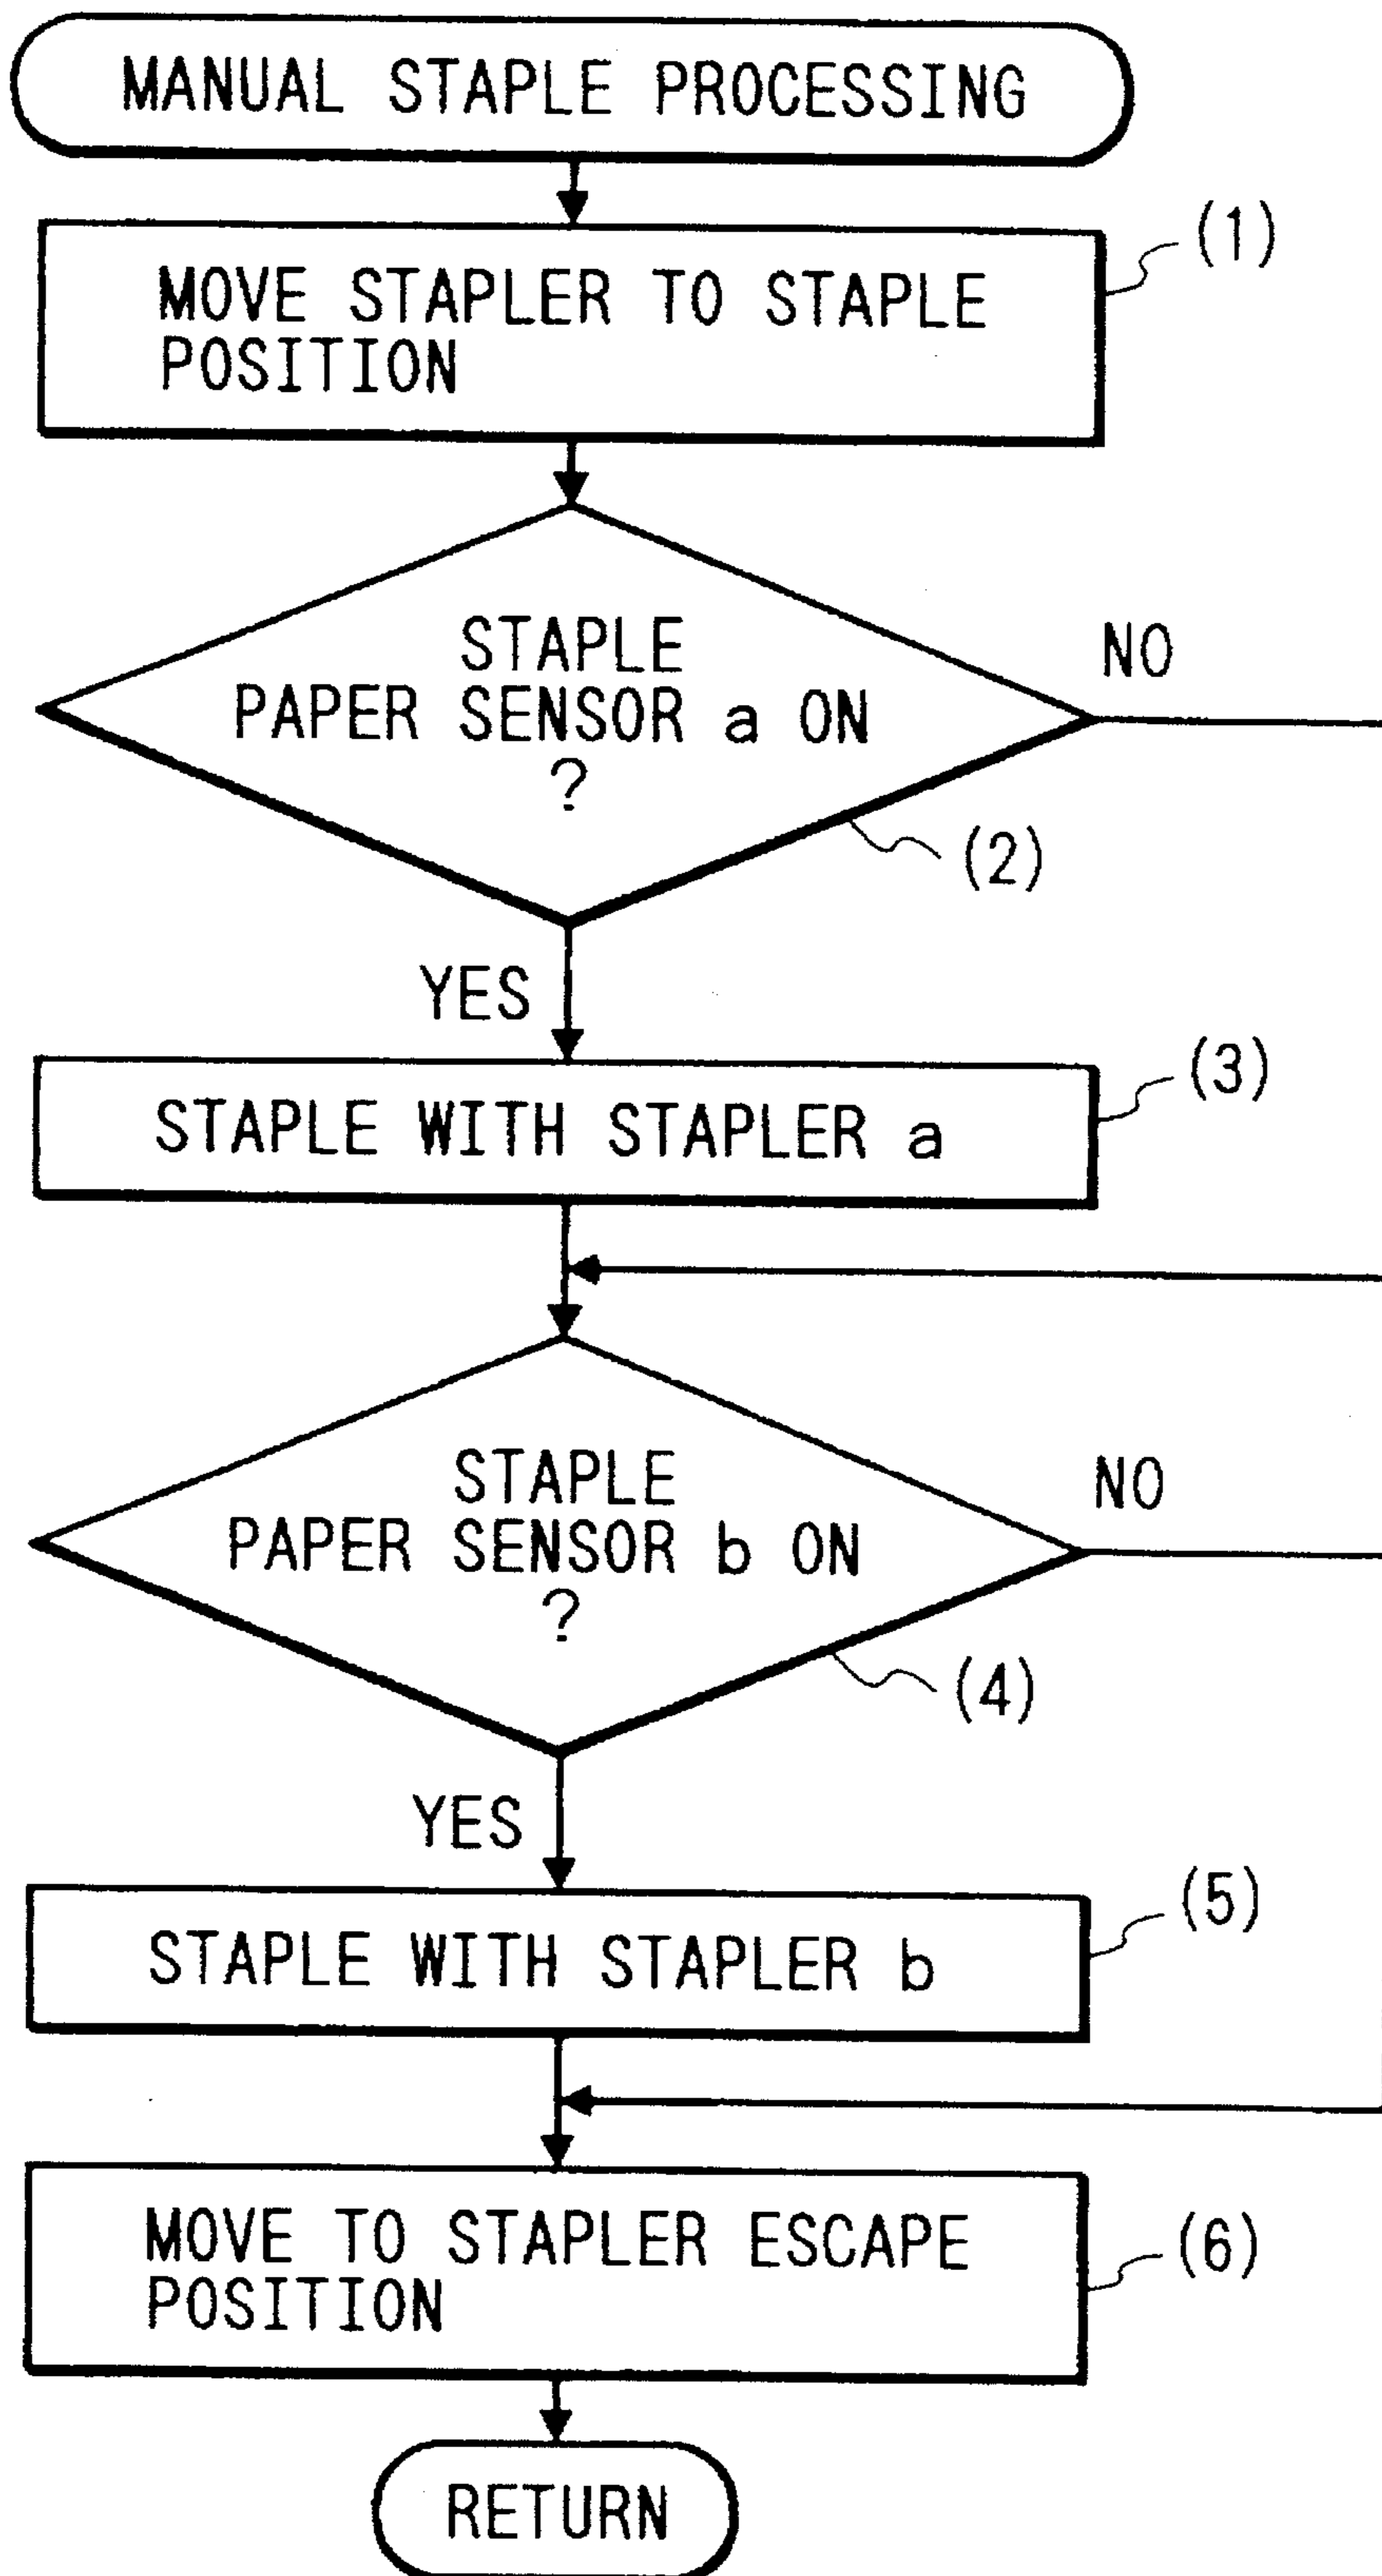 MANUAL STAPLE PROCESSING
(1)
MOVE STAPLER TO STAPLE
POSITION
STAPLE
PAPER SENSOR a ON
?
NO
(2)
YES
(3)
STAPLE WITH STAPLER a
STAPLE
PAPER SENSOR b ON
?
NO
(4)
YES
(5)
STAPLE WITH STAPLER b
MOVE TO STAPLER ESCAPE
POSITION
(6)
RETURN